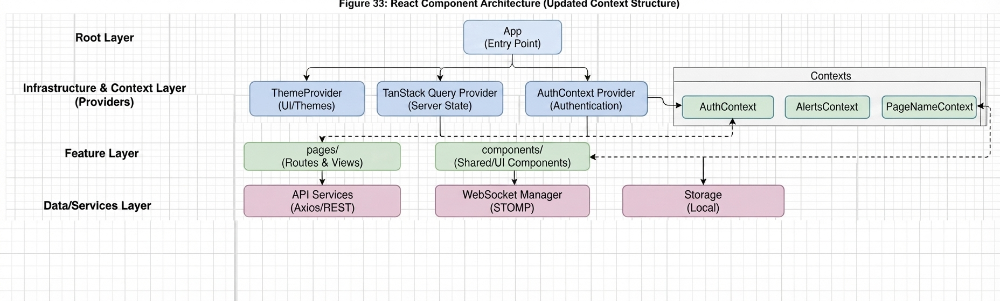 Figure 33: React Component Architecture (Updated Context Structure)
Root Layer
App
(Entry Point)
Infrastructure & Context Layer
(Providers)
ThemeProvider
(UI/Themes)
TanStack Query Provider
(Server State)
AuthContext Provider
(Authentication)
Contexts
AuthContext
AlertsContext
PageNameContext
Feature Layer
pages/
(Routes & Views)
components/
(Shared/UI Components)
Data/Services Layer
API Services
(Axios/REST)
WebSocket Manager
(STOMP)
Storage
(Local)